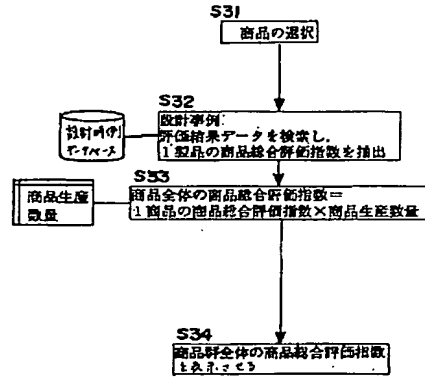 S31
商品の選択
S32
設計事例
データベース
設計事例・
評価結果データを検索し、
1製品の商品総合評価指数を抽出
S33
商品生産
数量
商品全体の商品総合評価指数＝
1商品の商品総合評価指数×商品生産数量
S34
商品群全体の商品総合評価指数
を表示させる